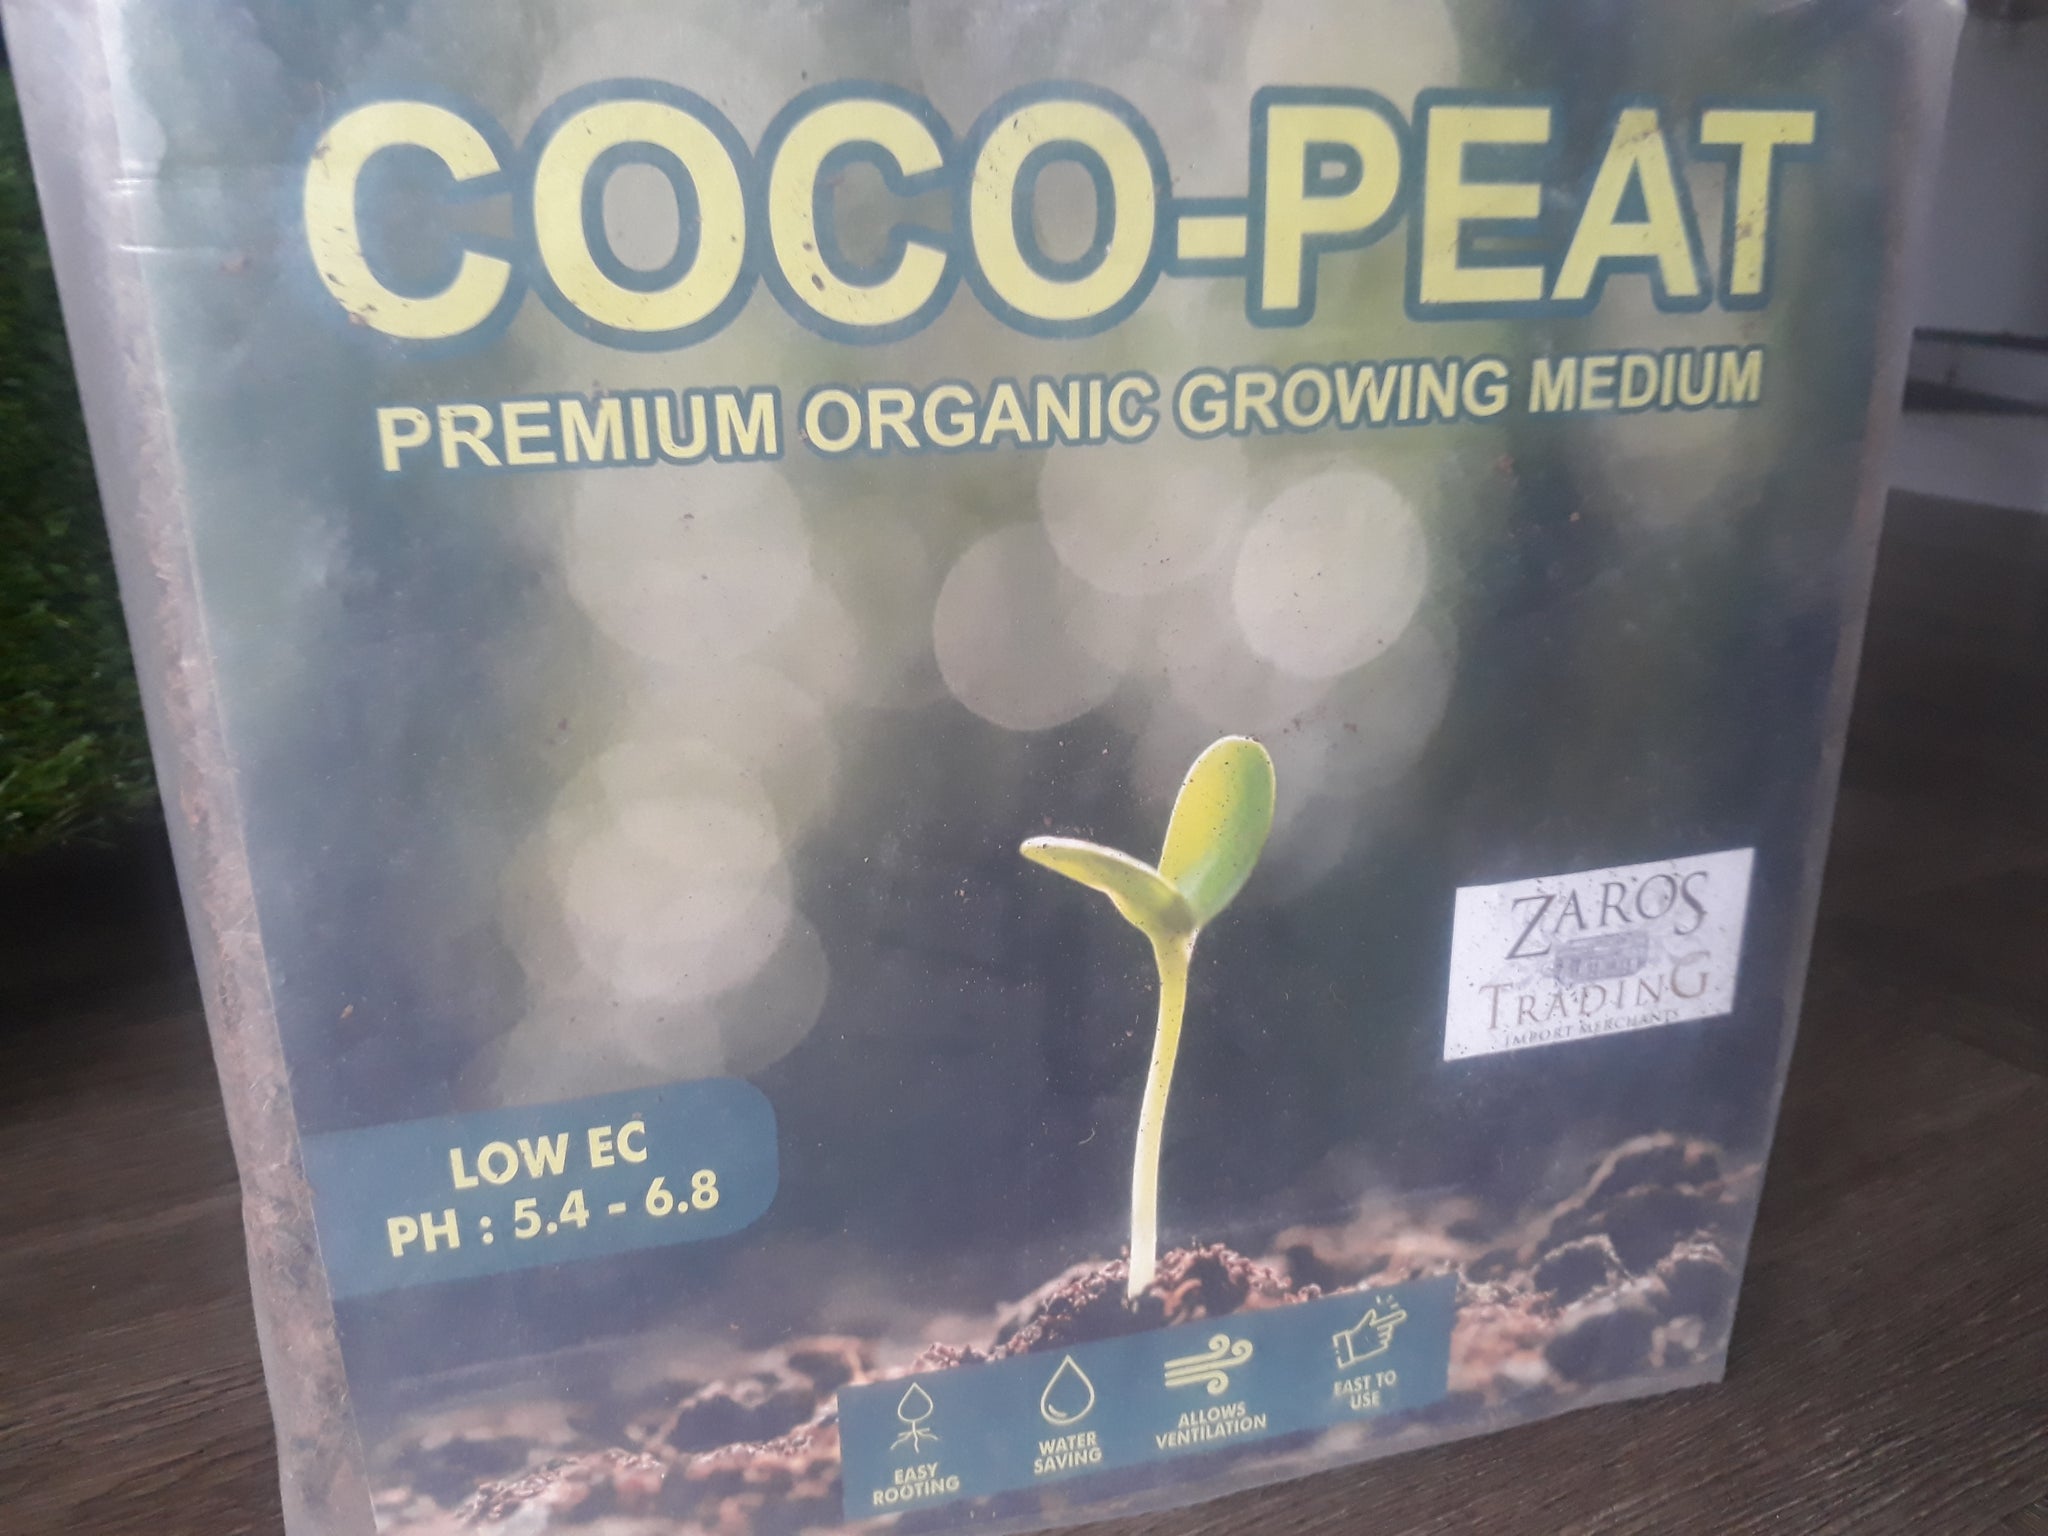 COCO-PEAT
PREMIUM ORGANIC GROWING MEDIUM
ZAROS
TRADING
IMPORT MERCHANTS
LOW EC
PH : 5.4 - 6.8
EASY
ROOTING
WATER
SAVING
ALLOWS
VENTILATION
EAST TO
USE